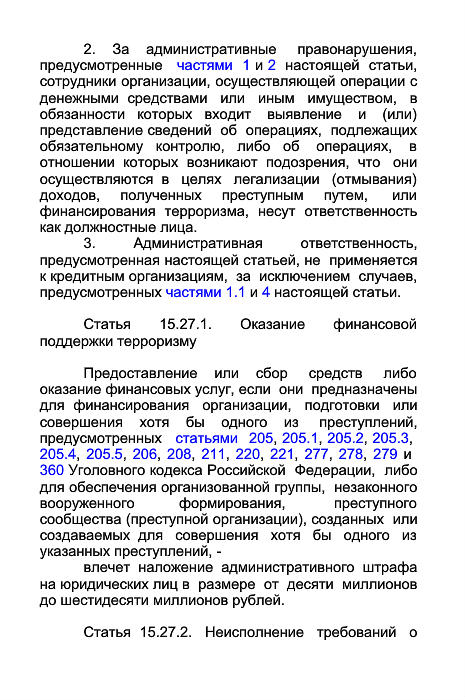 2. За административные правонарушения,
предусмотренные частями 1 и 2 настоящей статьи,
сотрудники организации, осуществляющей операции с
денежными средствами или иным имуществом, в
обязанности которых входит выявление и (или)
представление сведений об операциях, подлежащих
обязательному контролю, либо об операциях, в
отношении которых возникают подозрения, что они
осуществляются в целях легализации (отмывания)
доходов, полученных преступным путем, или
финансирования терроризма, несут ответственность
как должностные лица.
3. Административная ответственность,
предусмотренная настоящей статьей, не применяется
к кредитным организациям, за исключением случаев,
предусмотренных частями 1.1 и 4 настоящей статьи.
Статья 15.27.1. Оказание финансовой
поддержки терроризму
Предоставление или сбор средств либо
оказание финансовых услуг, если они предназначены
для финансирования организации, подготовки или
совершения хотя бы одного из преступлений,
предусмотренных статьями 205, 205.1, 205.2, 205.3,
205.4, 205.5, 206, 208, 211, 220, 221, 277, 278, 279 и
360 Уголовного кодекса Российской Федерации, либо
для обеспечения организованной группы, незаконного
вооруженного формирования, преступного
сообщества (преступной организации), созданных или
создаваемых для совершения хотя бы одного из
указанных преступлений, -
влечет наложение административного штрафа
на юридических лиц в размере от десяти миллионов
до шестидесяти миллионов рублей.
Статья 15.27.2. Неисполнение требований о